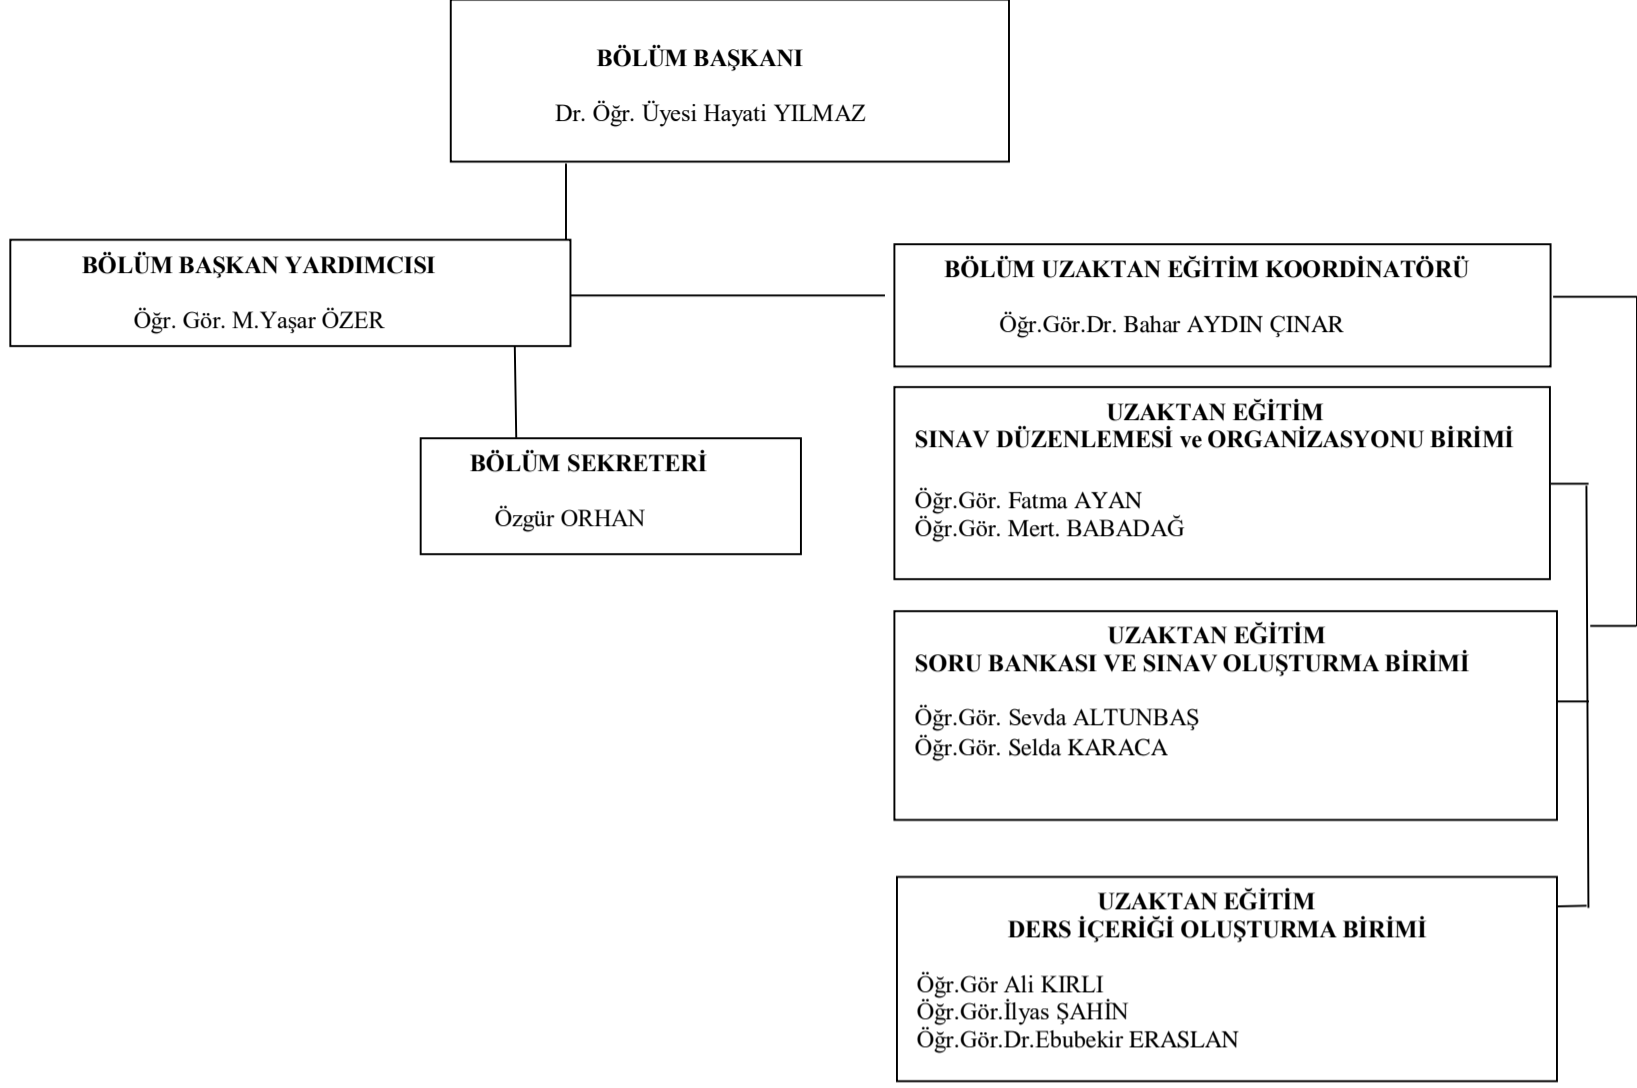 BÖLÜM BAŞKANI
Dr. Öğr. Üyesi Hayati YILMAZ
BÖLÜM BAŞKAN YARDIMCISI
Öğr. Gör. M.Yaşar ÖZER
BÖLÜM UZAKTAN EĞİTİM KOORDİNATÖRÜ
Öğr.Gör.Dr. Bahar AYDIN ÇINAR
BÖLÜM SEKRETERİ
Özgür ORHAN
UZAKTAN EĞİTİM
SINAV DÜZENLEMESİ ve ORGANİZASYONU BİRİMİ
Öğr.Gör. Fatma AYAN
Öğr.Gör. Mert. BABADAĞ
UZAKTAN EĞİTİM
SORU BANKASI VE SINAV OLUŞTURMA BİRİMİ
Öğr.Gör. Sevda ALTUNBAŞ
Öğr.Gör. Selda KARACA
UZAKTAN EĞİTİM
DERS İÇERİĞİ OLUŞTURMA BİRİMİ
Öğr.Gör Ali KIRLI
Öğr.Gör.İlyas ŞAHİN
Öğr.Gör.Dr.Ebubekir ERASLAN